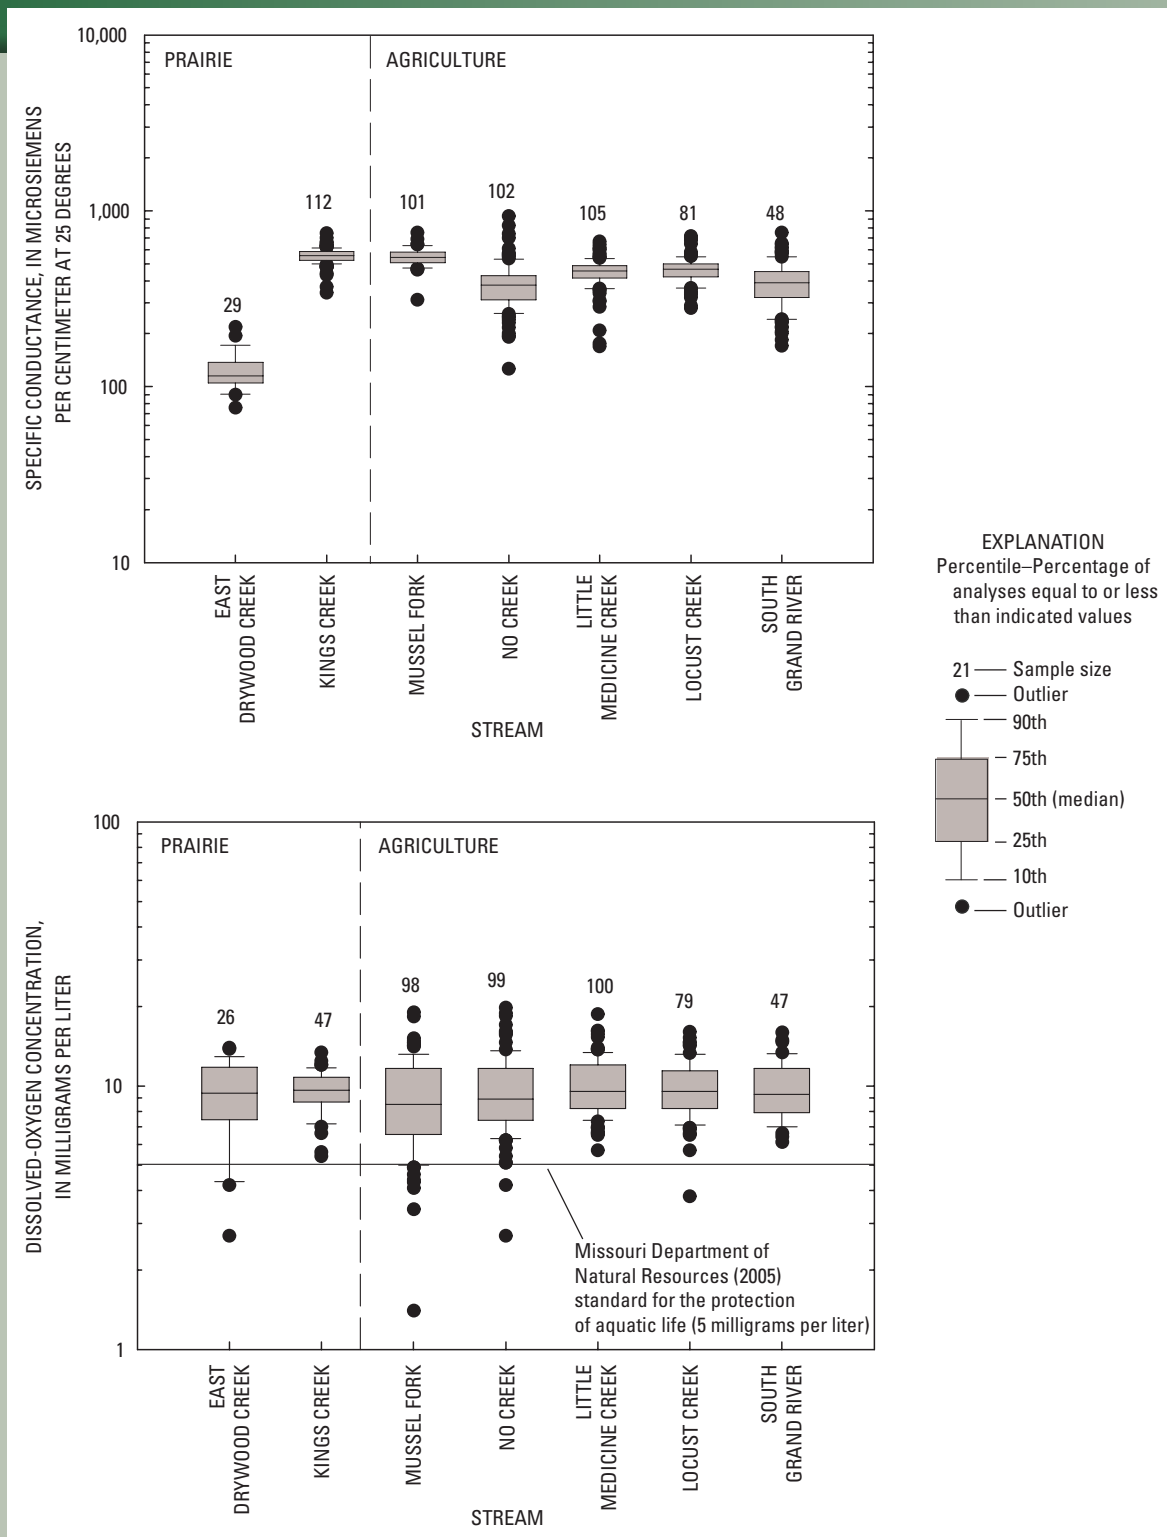 SPECIFIC CONDUCTANCE, IN MICROSIEMENS
PER CENTIMETER AT 25 DEGREES
10,000
1,000
100
10
PRAIRIE
AGRICULTURE
29
112
101
102
105
81
48
EAST
DRYWOOD CREEK
KINGS CREEK
MUSSEL FORK
NO CREEK
LITTLE
MEDICINE CREEK
LOCUST CREEK
SOUTH
GRAND RIVER
STREAM
EXPLANATION
Percentile–Percentage of
analyses equal to or less
than indicated values
21
Sample size
Outlier
90th
75th
50th (median)
25th
10th
Outlier
DISSOLVED-OXYGEN CONCENTRATION,
IN MILLIGRAMS PER LITER
100
10
1
PRAIRIE
AGRICULTURE
26
47
98
99
100
79
47
Missouri Department of
Natural Resources (2005)
standard for the protection
of aquatic life (5 milligrams per liter)
EAST
DRYWOOD CREEK
KINGS CREEK
MUSSEL FORK
NO CREEK
LITTLE
MEDICINE CREEK
LOCUST CREEK
SOUTH
GRAND RIVER
STREAM